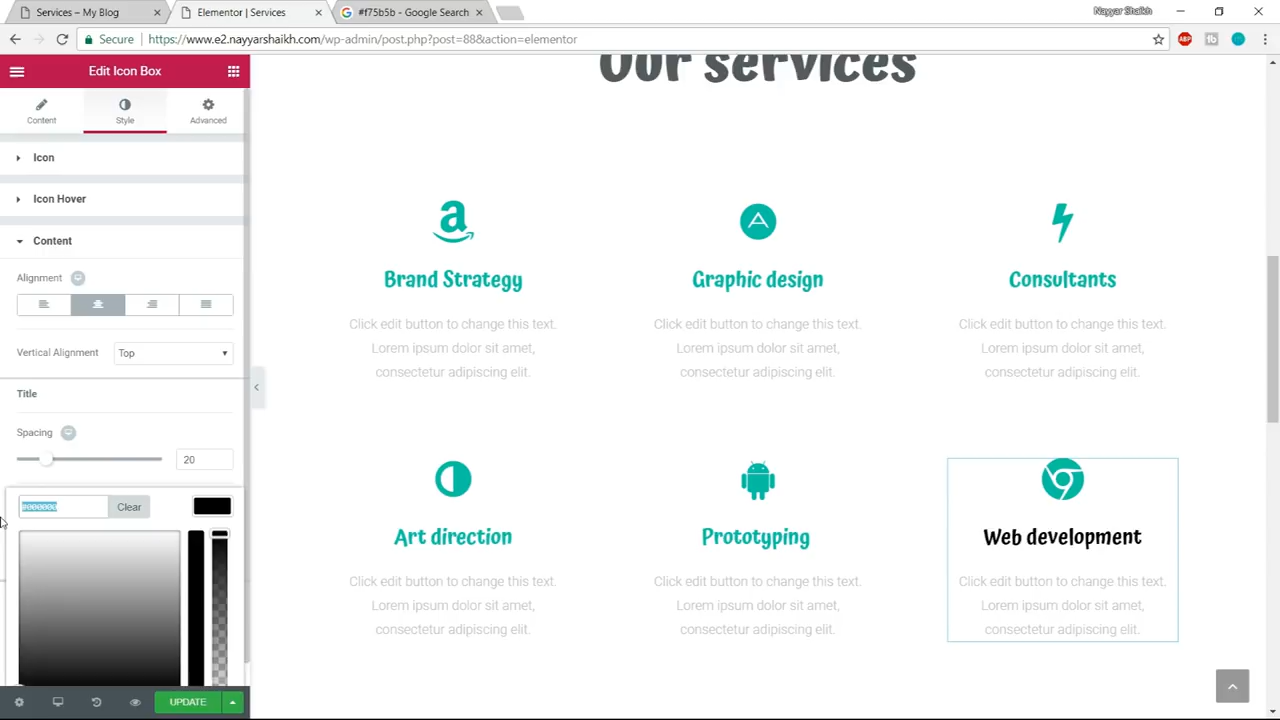 Services – My Blog
Elementor | Services
#f75b5b - Google Search
Nayyar Shaikh
Secure
https://www.e2.nayyarshaikh.com/wp-admin/post.php?post=88&action=elementor
ABP
tb
Edit Icon Box
Content
Style
Advanced
Icon
Icon Hover
Content
Alignment
Vertical Alignment
Top
Title
Spacing
20
#000000
Clear
UPDATE
Our services
Brand Strategy
Click edit button to change this text.
Lorem ipsum dolor sit amet,
consectetur adipiscing elit.
Graphic design
Click edit button to change this text.
Lorem ipsum dolor sit amet,
consectetur adipiscing elit.
Consultants
Click edit button to change this text.
Lorem ipsum dolor sit amet,
consectetur adipiscing elit.
Art direction
Click edit button to change this text.
Lorem ipsum dolor sit amet,
consectetur adipiscing elit.
Prototyping
Click edit button to change this text.
Lorem ipsum dolor sit amet,
consectetur adipiscing elit.
Web development
Click edit button to change this text.
Lorem ipsum dolor sit amet,
consectetur adipiscing elit.